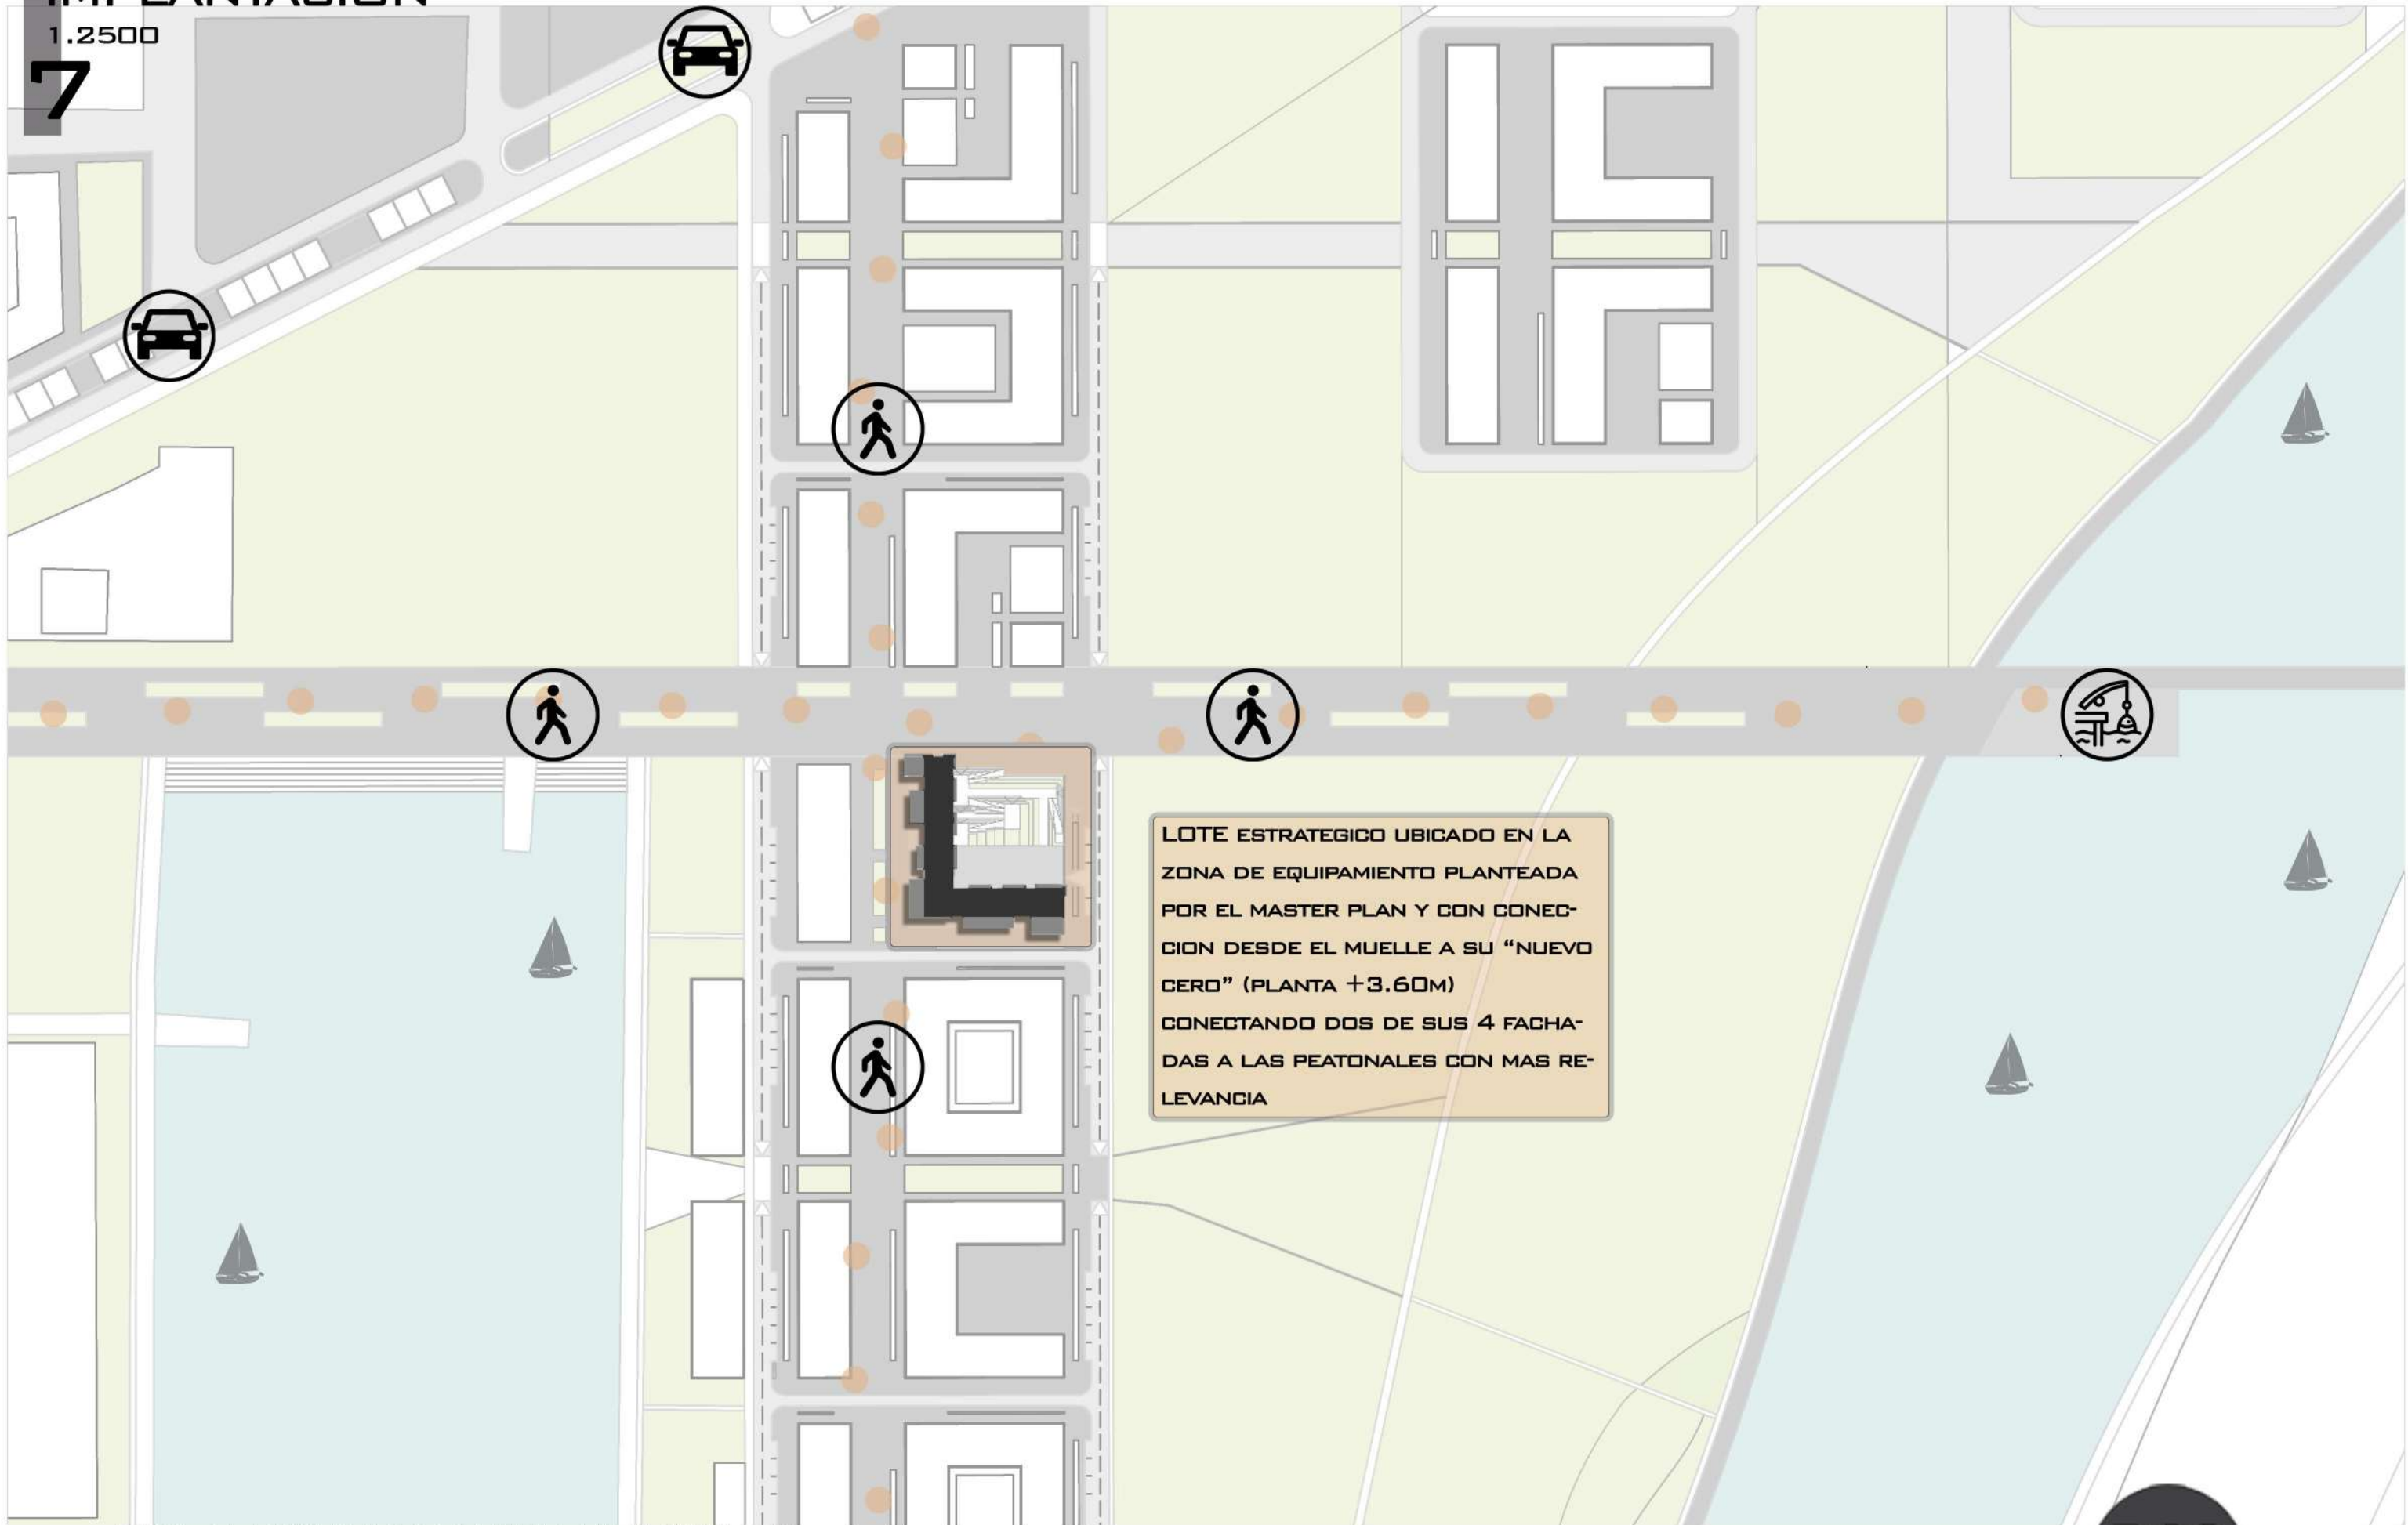 IMPLANTACION
1.2500
7
LOTE ESTRATEGICO UBICADO EN LA
ZONA DE EQUIPAMIENTO PLANTEADA
POR EL MASTER PLAN Y CON CONEC-
CION DESDE EL MUELLE A SU “NUEVO
CERO” (PLANTA +3.60M)
CONECTANDO DOS DE SUS 4 FACHA-
DAS A LAS PEATONALES CON MAS RE-
LEVANCIA